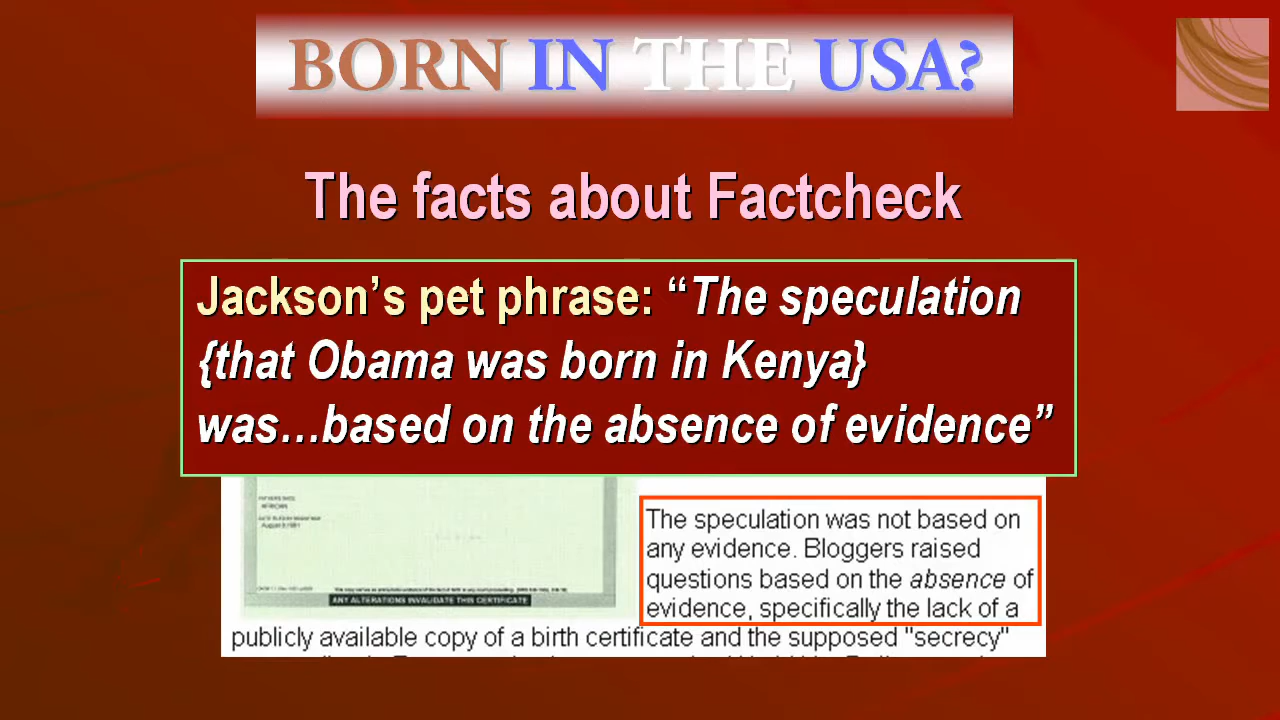 BORN IN THE USA?
The facts about Factcheck
Jackson’s pet phrase: “The speculation
{that Obama was born in Kenya}
was…based on the absence of evidence”
AFRICAN
ANY ALTERATIONS INVALIDATE THIS CERTIFICATE
The speculation was not based on
any evidence. Bloggers raised
questions based on the absence of
evidence, specifically the lack of a
publicly available copy of a birth certificate and the supposed "secrecy"